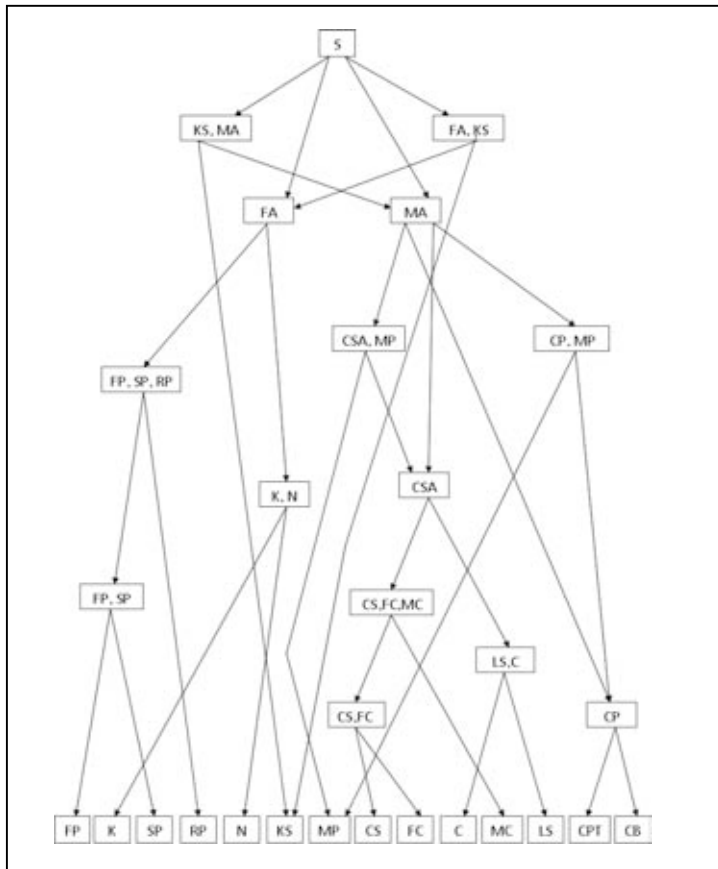 S
KS, MA
FA, KS
FA
MA
CSA, MP
CP, MP
FP, SP, RP
CSA
K, N
FP, SP
CS,FC,MC
LS,C
CS,FC
CP
FP K SP RP N KS MP CS FC C MC LS CPT CB